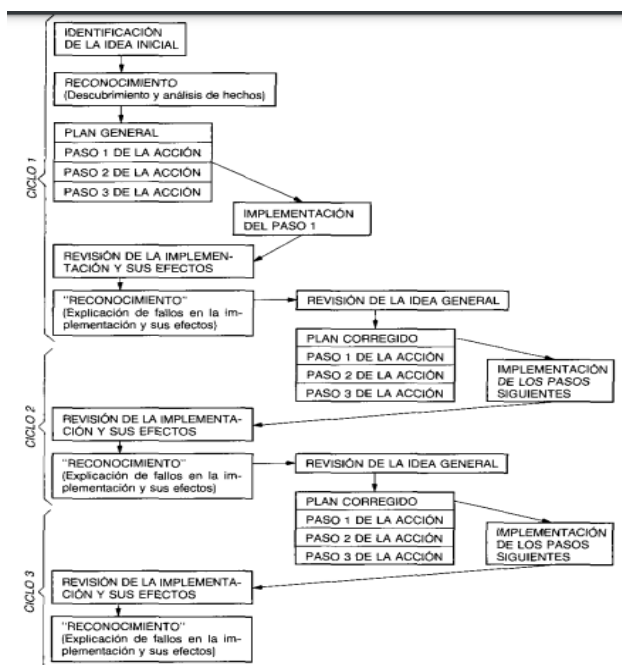 IDENTIFICACIÓN
DE LA IDEA INICIAL
RECONOCIMIENTO
(Descubrimiento y análisis de hechos)
PLAN GENERAL
PASO 1 DE LA ACCIÓN
PASO 2 DE LA ACCIÓN
PASO 3 DE LA ACCIÓN
CICLO 1
IMPLEMENTACIÓN
DEL PASO 1
REVISIÓN DE LA IMPLEMEN-
TACIÓN Y SUS EFECTOS
"RECONOCIMIENTO"
(Explicación de fallos en la im-
plementación y sus efectos)
REVISIÓN DE LA IDEA GENERAL
PLAN CORREGIDO
PASO 1 DE LA ACCIÓN
PASO 2 DE LA ACCIÓN
PASO 3 DE LA ACCIÓN
IMPLEMENTACIÓN
DE LOS PASOS
SIGUIENTES
CICLO 2
REVISIÓN DE LA IMPLEMENTA-
CIÓN Y SUS EFECTOS
"RECONOCIMIENTO"
(Explicación de fallos en la im-
plementación y sus efectos)
REVISIÓN DE LA IDEA GENERAL
PLAN CORREGIDO
PASO 1 DE LA ACCIÓN
PASO 2 DE LA ACCIÓN
PASO 3 DE LA ACCIÓN
IMPLEMENTACIÓN
DE LOS PASOS
SIGUIENTES
CICLO 3
REVISIÓN DE LA IMPLEMENTA-
CIÓN Y SUS EFECTOS
"RECONOCIMIENTO"
(Explicación de fallos en la im-
plementación y sus efectos)